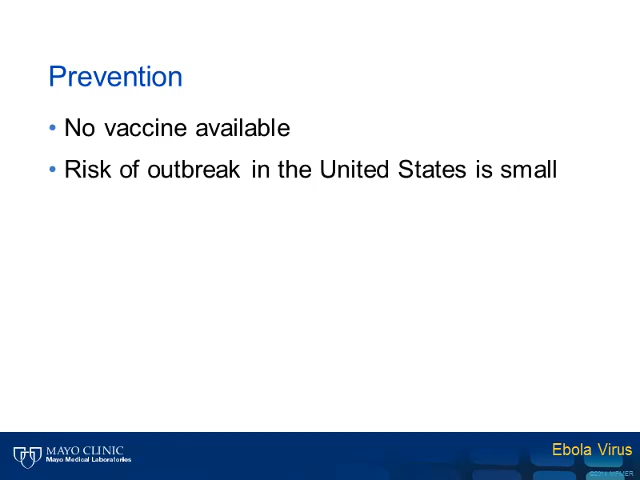 Prevention
• No vaccine available
• Risk of outbreak in the United States is small
MAYO CLINIC
Mayo Medical Laboratories
Ebola Virus
MFMER